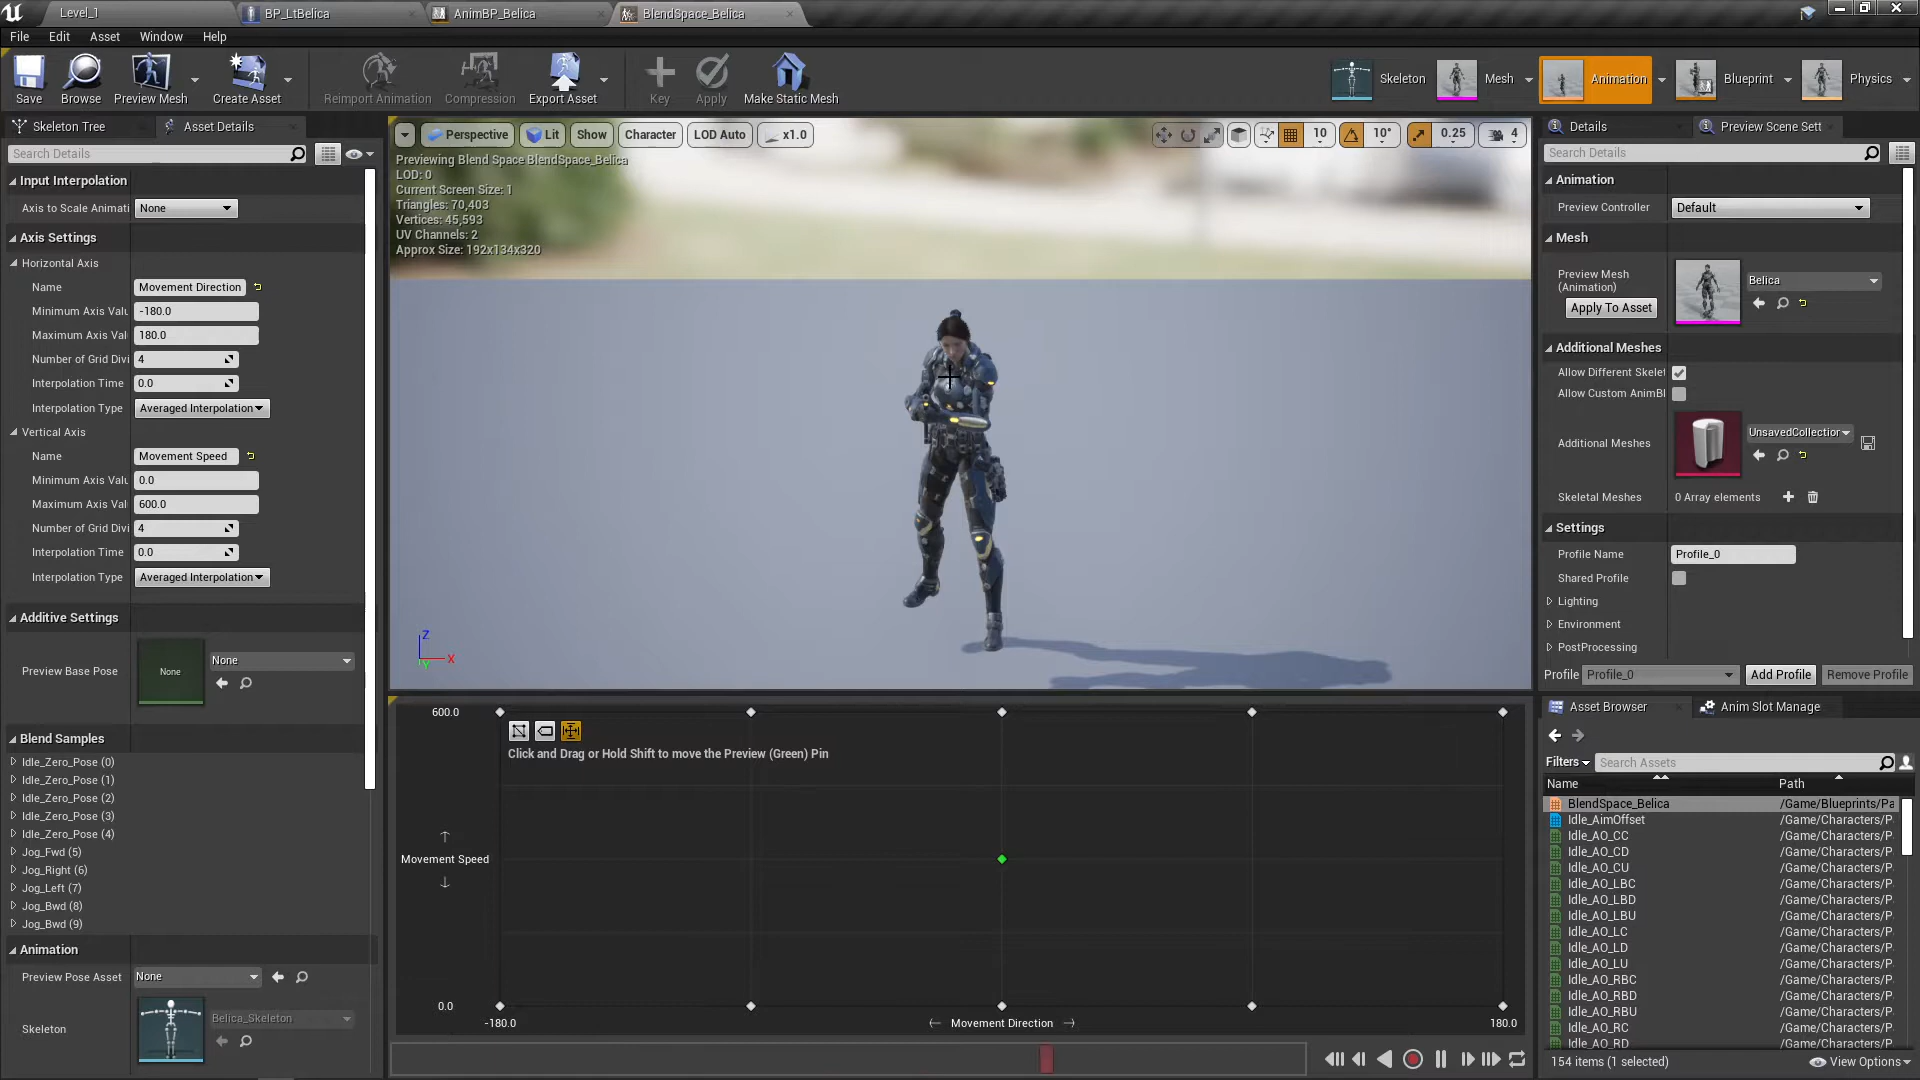 Level_1
BP_LtBelica
AnimBP_Belica
BlendSpace_Belica
File Edit Asset Window Help
Save
Browse
Preview Mesh
Create Asset
Reimport Animation
Compression
Export Asset
Key
Apply
Make Static Mesh
Skeleton
Mesh
Animation
Blueprint
Physics
Skeleton Tree
Asset Details
Search Details
Input Interpolation
Axis to Scale Animati None
Axis Settings
Horizontal Axis
Name Movement Direction
Minimum Axis Valu -180.0
Maximum Axis Val 180.0
Number of Grid Divi 4
Interpolation Time 0.0
Interpolation Type Averaged Interpolation
Vertical Axis
Name Movement Speed
Minimum Axis Valu 0.0
Maximum Axis Val 600.0
Number of Grid Divi 4
Interpolation Time 0.0
Interpolation Type Averaged Interpolation
Additive Settings
Preview Base Pose None None
Blend Samples
Idle_Zero_Pose (0)
Idle_Zero_Pose (1)
Idle_Zero_Pose (2)
Idle_Zero_Pose (3)
Idle_Zero_Pose (4)
Jog_Fwd (5)
Jog_Right (6)
Jog_Left (7)
Jog_Bwd (8)
Jog_Bwd (9)
Animation
Preview Pose Asset None
Skeleton Belica_Skeleton
Perspective Lit Show Character LOD Auto x1.0
10 10° 0.25 4
Previewing Blend Space BlendSpace_Belica
LOD: 0
Current Screen Size: 1
Triangles: 70,403
Vertices: 45,593
UV Channels: 2
Approx Size: 192x134x320
Z
X
Y
600.0
Click and Drag or Hold Shift to move the Preview (Green) Pin
Movement Speed
0.0
-180.0 Movement Direction 180.0
Details
Preview Scene Sett
Search Details
Animation
Preview Controller Default
Mesh
Preview Mesh
(Animation)
Apply To Asset
Belica
Additional Meshes
Allow Different Skelet
Allow Custom AnimBl
Additional Meshes UnsavedCollection
Skeletal Meshes 0 Array elements
Settings
Profile Name Profile_0
Shared Profile
Lighting
Environment
PostProcessing
Profile Profile_0 Add Profile Remove Profile
Asset Browser
Anim Slot Manage
Filters Search Assets
Name Path
BlendSpace_Belica /Game/Blueprints/Pa
Idle_AimOffset /Game/Characters/P
Idle_AO_CC /Game/Characters/P
Idle_AO_CD /Game/Characters/P
Idle_AO_CU /Game/Characters/P
Idle_AO_LBC /Game/Characters/P
Idle_AO_LBD /Game/Characters/P
Idle_AO_LBU /Game/Characters/P
Idle_AO_LC /Game/Characters/P
Idle_AO_LD /Game/Characters/P
Idle_AO_LU /Game/Characters/P
Idle_AO_RBC /Game/Characters/P
Idle_AO_RBD /Game/Characters/P
Idle_AO_RBU /Game/Characters/P
Idle_AO_RC /Game/Characters/P
Idle_AO_RD /Game/Characters/P
154 items (1 selected) View Options